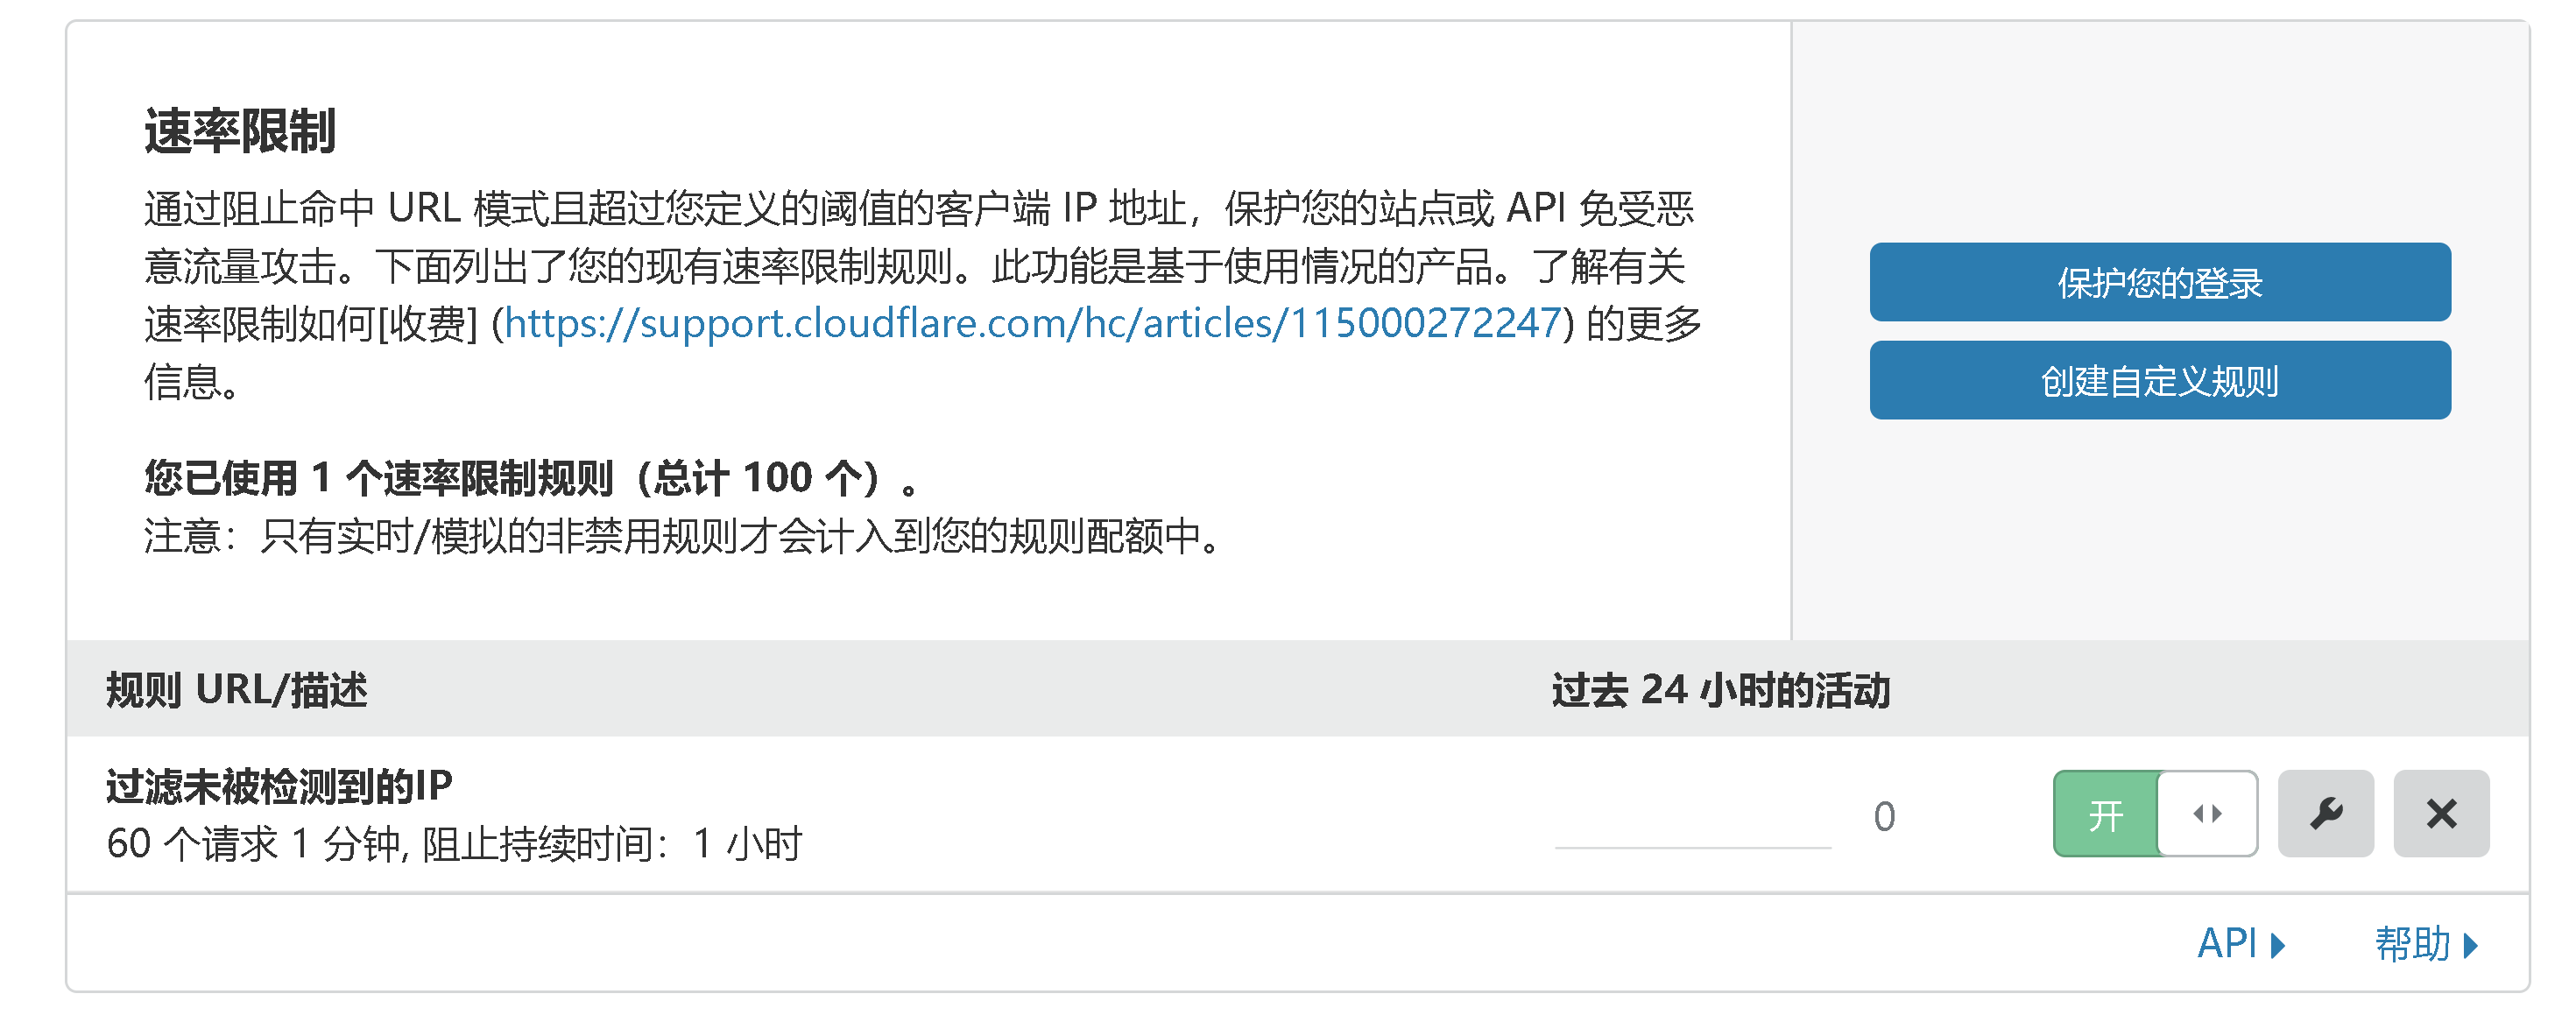 速率限制
通过阻止命中 URL 模式且超过您定义的阈值的客户端 IP 地址，保护您的站点或 API 免受恶
意流量攻击。下面列出了您的现有速率限制规则。此功能是基于使用情况的产品。了解有关
速率限制如何[收费] (https://support.cloudflare.com/hc/articles/115000272247) 的更多
信息。
您已使用 1 个速率限制规则（总计 100 个）。
注意：只有实时/模拟的非禁用规则才会计入到您的规则配额中。
保护您的登录
创建自定义规则
规则 URL/描述 过去 24 小时的活动
过滤未被检测到的IP
60 个请求 1 分钟, 阻止持续时间：1 小时
0 开
API 帮助